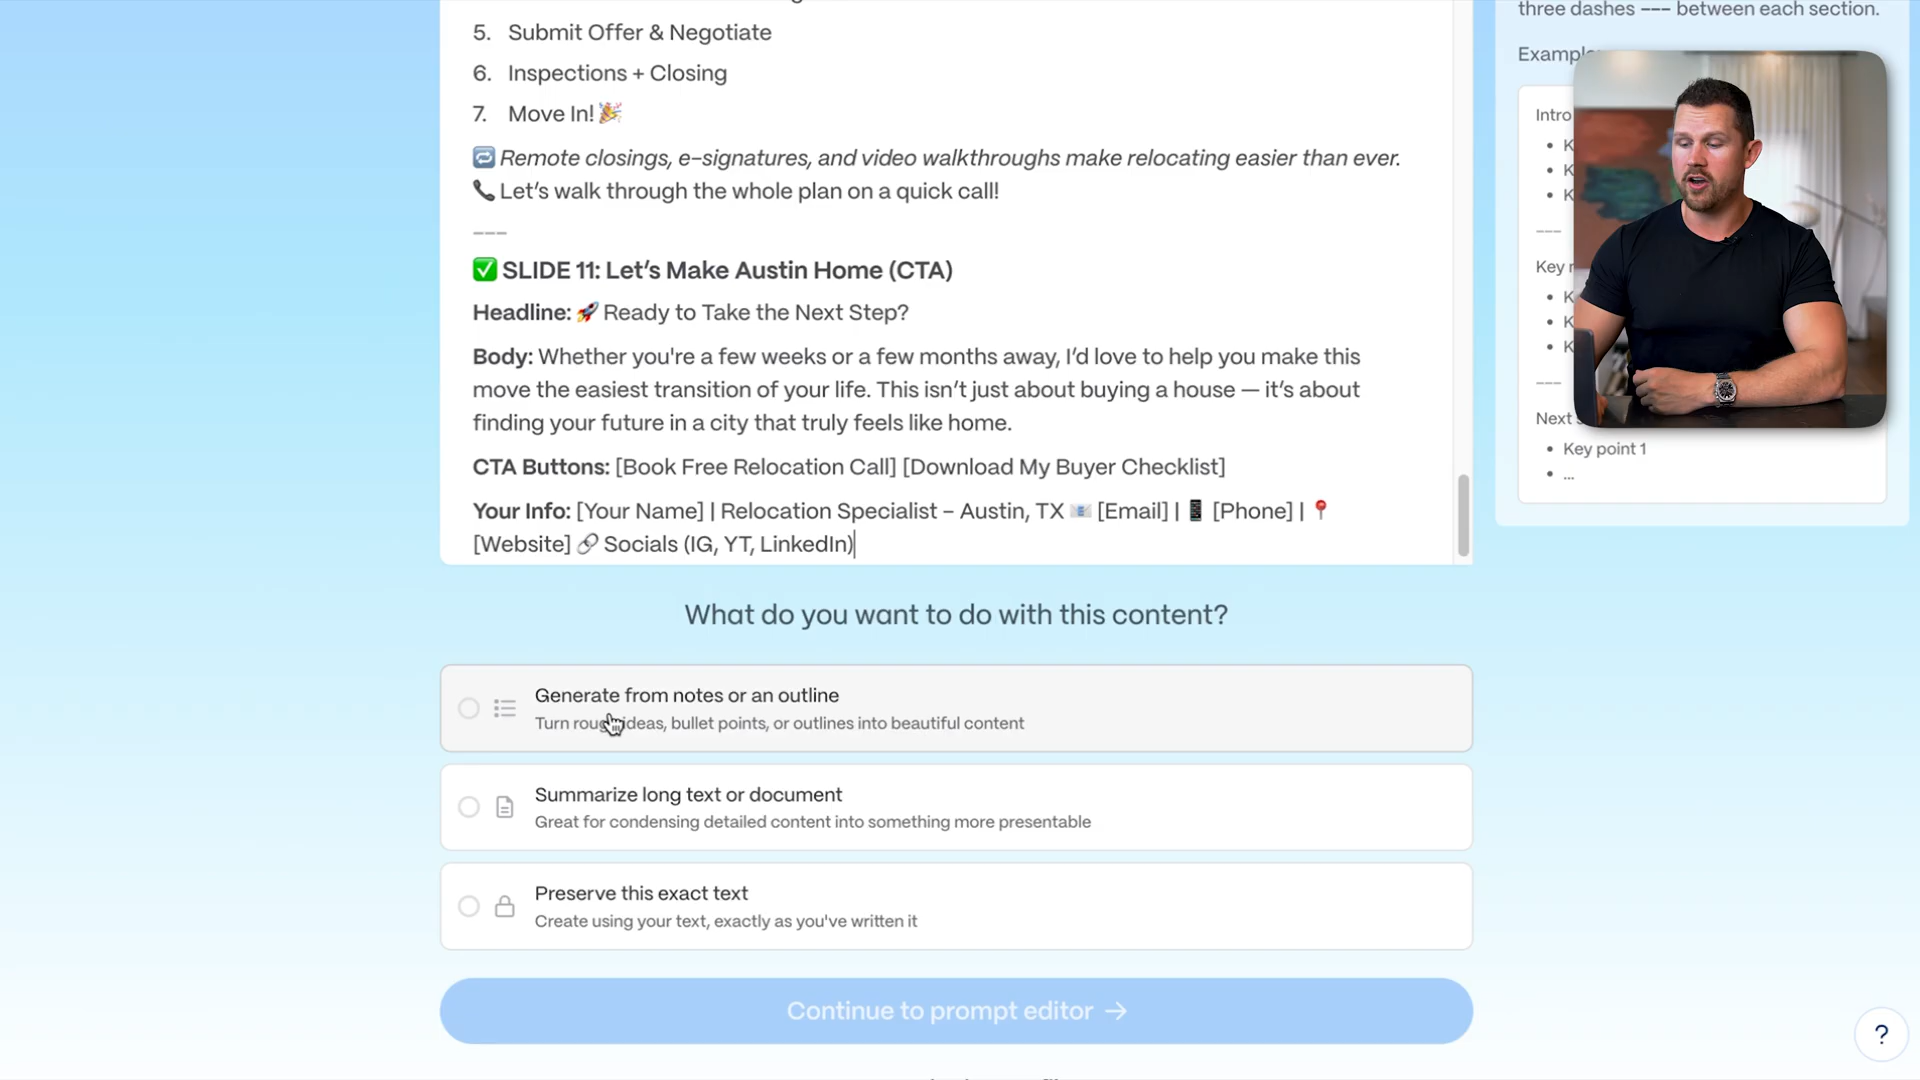 5. Submit Offer & Negotiate
6. Inspections + Closing
7. Move In! 🎉
🔁 Remote closings, e-signatures, and video walkthroughs make relocating easier than ever.
📞 Let’s walk through the whole plan on a quick call!
---
✅ SLIDE 11: Let’s Make Austin Home (CTA)
Headline: 🚀 Ready to Take the Next Step?
Body: Whether you're a few weeks or a few months away, I’d love to help you make this
move the easiest transition of your life. This isn’t just about buying a house — it’s about
finding your future in a city that truly feels like home.
CTA Buttons: [Book Free Relocation Call] [Download My Buyer Checklist]
Your Info: [Your Name] | Relocation Specialist – Austin, TX 📧 [Email] | 📱 [Phone] | 📍
[Website] 🔗 Socials (IG, YT, LinkedIn)
What do you want to do with this content?
Generate from notes or an outline
Turn rough ideas, bullet points, or outlines into beautiful content
Summarize long text or document
Great for condensing detailed content into something more presentable
Preserve this exact text
Create using your text, exactly as you've written it
Continue to prompt editor →
three dashes --- between each section.
Intro
---
Key
---
Next
• Key point 1
• ...
?